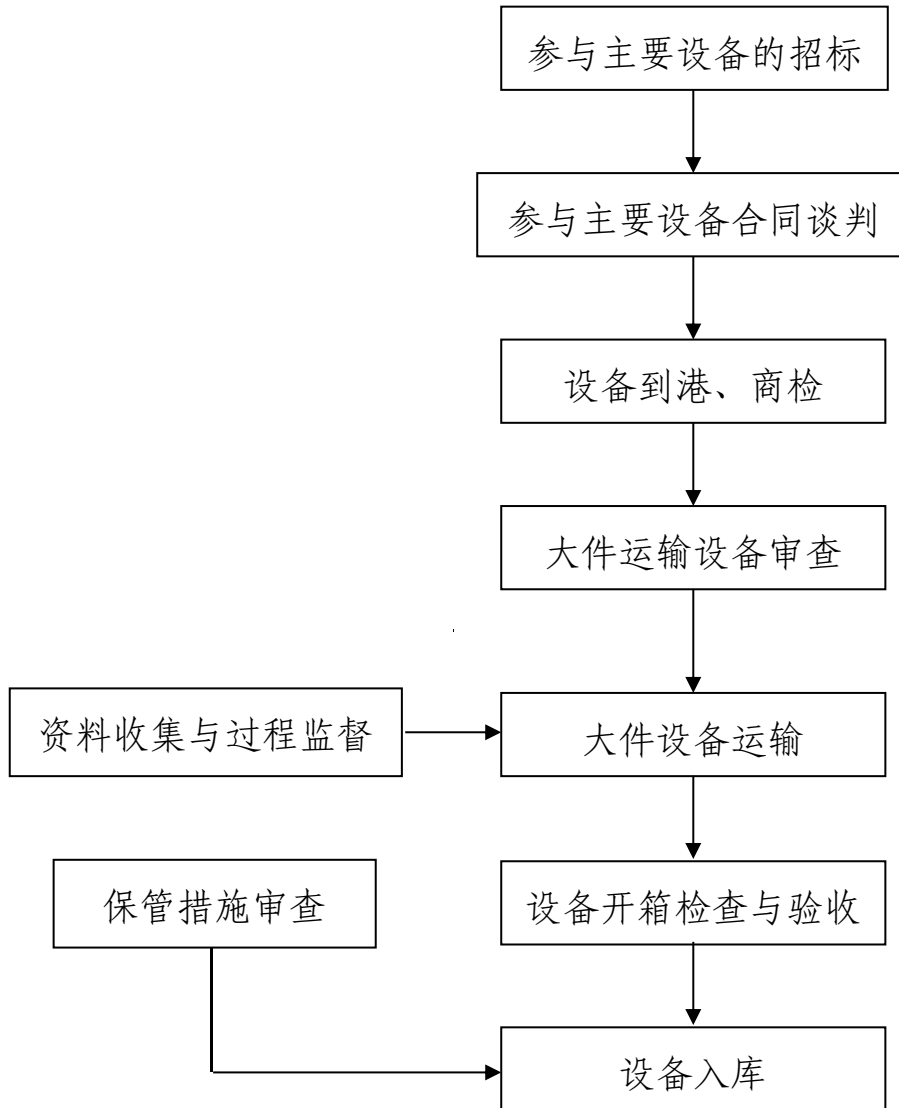 参与主要设备的招标
参与主要设备合同谈判
设备到港、商检
大件运输设备审查
资料收集与过程监督
大件设备运输
保管措施审查
设备开箱检查与验收
设备入库